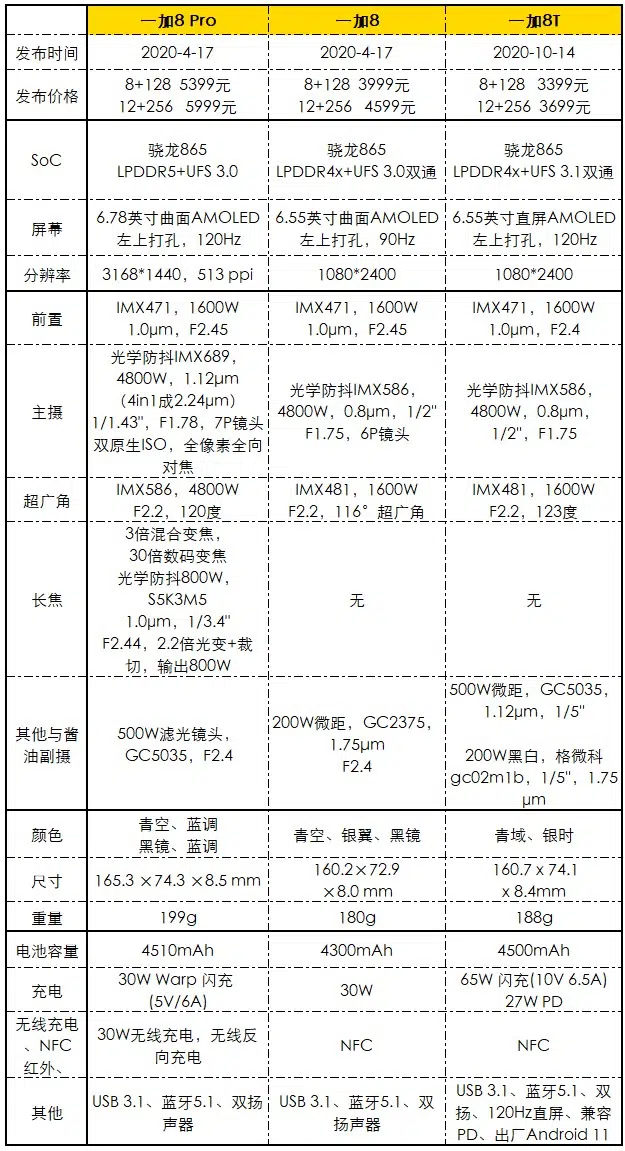 一加8 Pro 一加8 一加8T
发布时间 2020-4-17 2020-4-17 2020-10-14
发布价格
8+128 5399元
12+256 5999元
8+128 3999元
12+256 4599元
8+128 3399元
12+256 3699元
SoC
骁龙865
LPDDR5+UFS 3.0
骁龙865
LPDDR4x+UFS 3.0双通
骁龙865
LPDDR4x+UFS 3.1双通
屏幕
6.78英寸曲面AMOLED
左上打孔，120Hz
6.55英寸曲面AMOLED
左上打孔，90Hz
6.55英寸直屏AMOLED
左上打孔，120Hz
分辨率 3168*1440，513 ppi 1080*2400 1080*2400
前置
IMX471，1600W
1.0μm，F2.45
IMX471，1600W
1.0μm，F2.45
IMX471，1600W
1.0μm，F2.4
主摄
光学防抖IMX689，
4800W，1.12μm
（4in1成2.24μm）
1/1.43"，F1.78，7P镜头
双原生ISO，全像素全向
对焦
光学防抖IMX586，
4800W，0.8μm，1/2"
F1.75，6P镜头
光学防抖IMX586，
4800W，0.8μm，
1/2"，F1.75
超广角
IMX586，4800W
F2.2，120度
IMX481，1600W
F2.2，116°超广角
IMX481，1600W
F2.2，123度
长焦
3倍混合变焦，
30倍数码变焦
光学防抖800W，
S5K3M5
1.0μm，1/3.4"
F2.44，2.2倍光变+裁
切，输出800W
无
无
其他与酱
油副摄
500W滤光镜头，
GC5035，F2.4
200W微距，GC2375，
1.75μm
F2.4
500W微距，GC5035，
1.12μm，1/5"
200W黑白，格微科
gc02m1b，1/5"，1.75
μm
颜色
青空、蓝调
黑镜、蓝调
青空、银翼、黑镜
青域、银时
尺寸
165.3 ×74.3 ×8.5 mm
160.2×72.9
×8.0 mm
160.7 x 74.1
x 8.4mm
重量 199g 180g 188g
电池容量 4510mAh 4300mAh 4500mAh
充电
30W Warp 闪充
(5V/6A)
30W
65W 闪充(10V 6.5A)
27W PD
无线充电
、NFC
红外、
30W无线充电，无线反
向充电
NFC
NFC
其他
USB 3.1、蓝牙5.1、双扬
声器
USB 3.1、蓝牙5.1、双
扬声器
USB 3.1、蓝牙5.1、双
扬、120Hz直屏、兼容
PD、出厂Android 11